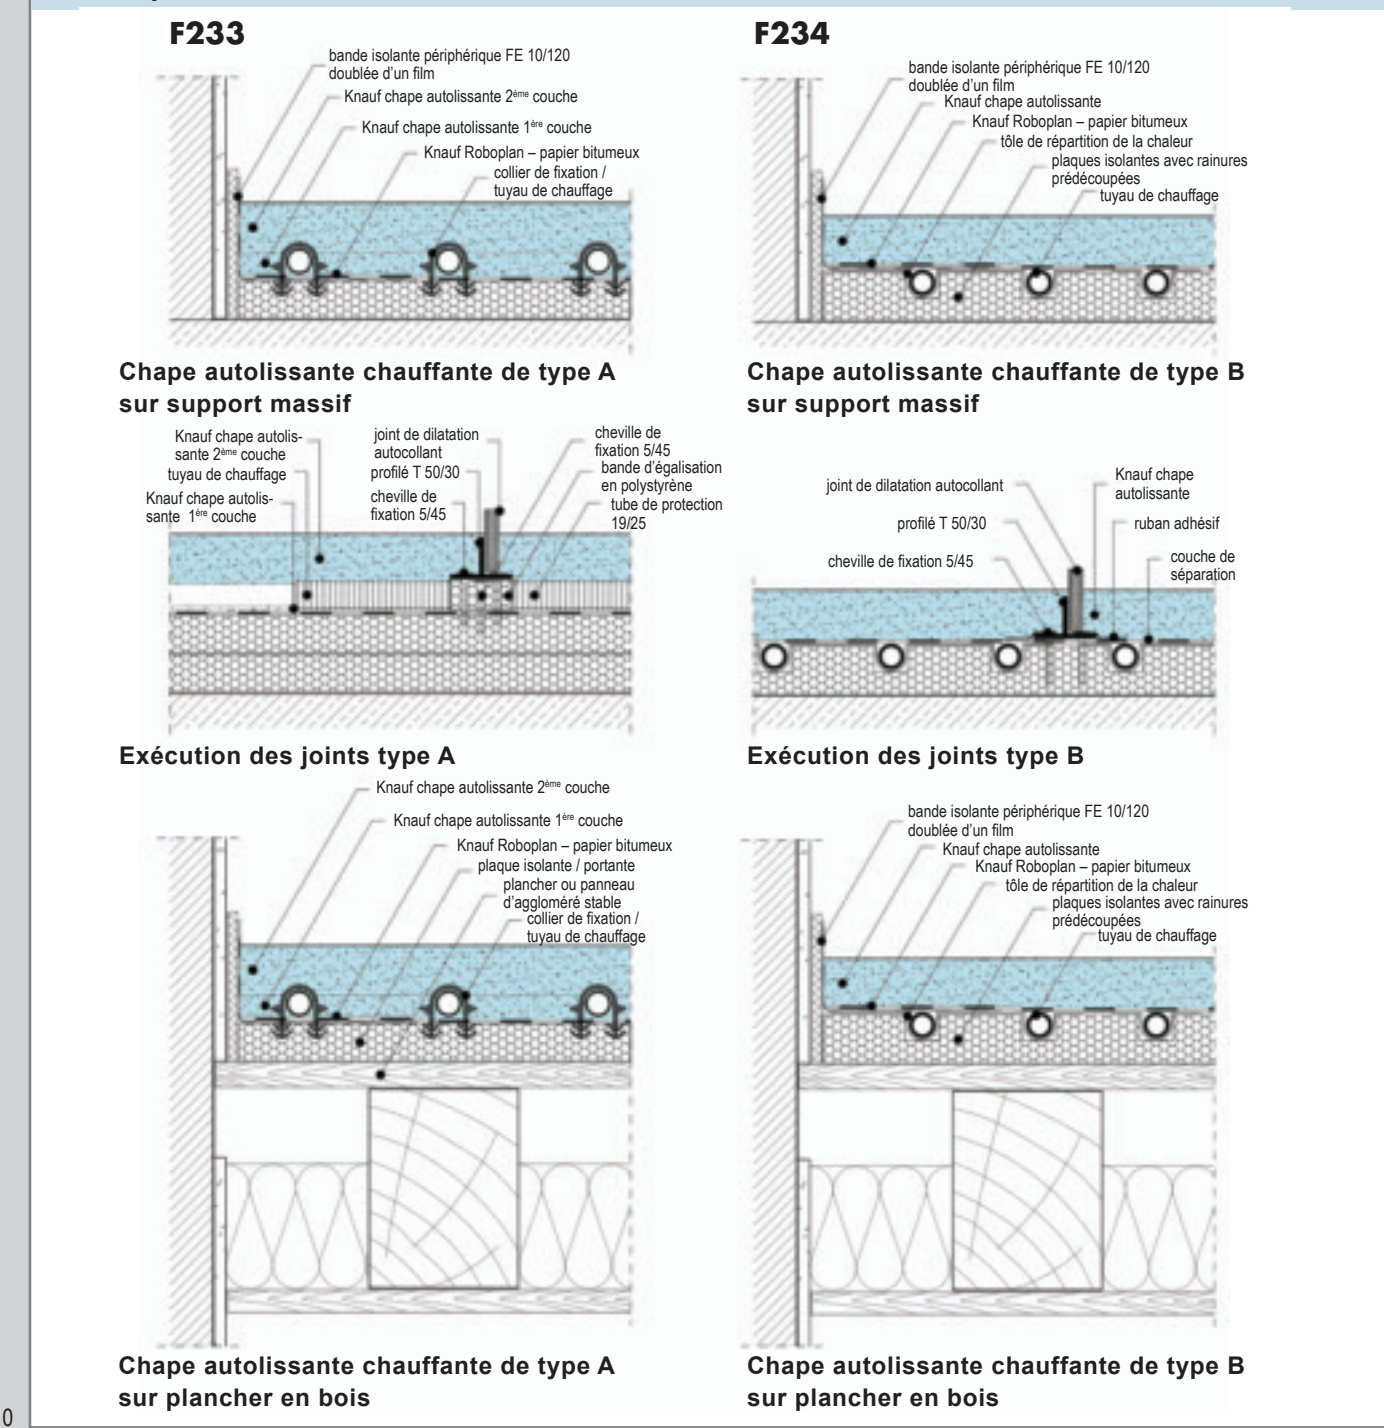 F233
bande isolante périphérique FE 10/120
doublée d'un film
Knauf chape autolissante 2ème couche
Knauf chape autolissante 1ère couche
Knauf Roboplan – papier bitumeux
collier de fixation /
tuyau de chauffage
Chape autolissante chauffante de type A
sur support massif
F234
bande isolante périphérique FE 10/120
doublée d'un film
Knauf chape autolissante
Knauf Roboplan – papier bitumeux
tôle de répartition de la chaleur
plaques isolantes avec rainures
prédécoupées
tuyau de chauffage
Chape autolissante chauffante de type B
sur support massif
Knauf chape autolis-
sante 2ème couche
tuyau de chauffage
Knauf chape autolis-
sante 1ère couche
joint de dilatation
autocollant
profilé T 50/30
cheville de
fixation 5/45
cheville de
fixation 5/45
bande d'égalisation
en polystyrène
tube de protection
19/25
Exécution des joints type A
joint de dilatation autocollant
profilé T 50/30
cheville de fixation 5/45
Knauf chape
autolissante
ruban adhésif
couche de
séparation
Exécution des joints type B
Knauf chape autolissante 2ème couche
Knauf chape autolissante 1ère couche
Knauf Roboplan – papier bitumeux
plaque isolante / portante
plancher ou panneau
d'aggloméré stable
collier de fixation /
tuyau de chauffage
Chape autolissante chauffante de type A
sur plancher en bois
bande isolante périphérique FE 10/120
doublée d'un film
Knauf chape autolissante
Knauf Roboplan – papier bitumeux
tôle de répartition de la chaleur
plaques isolantes avec rainures
prédécoupées
tuyau de chauffage
Chape autolissante chauffante de type B
sur plancher en bois
0